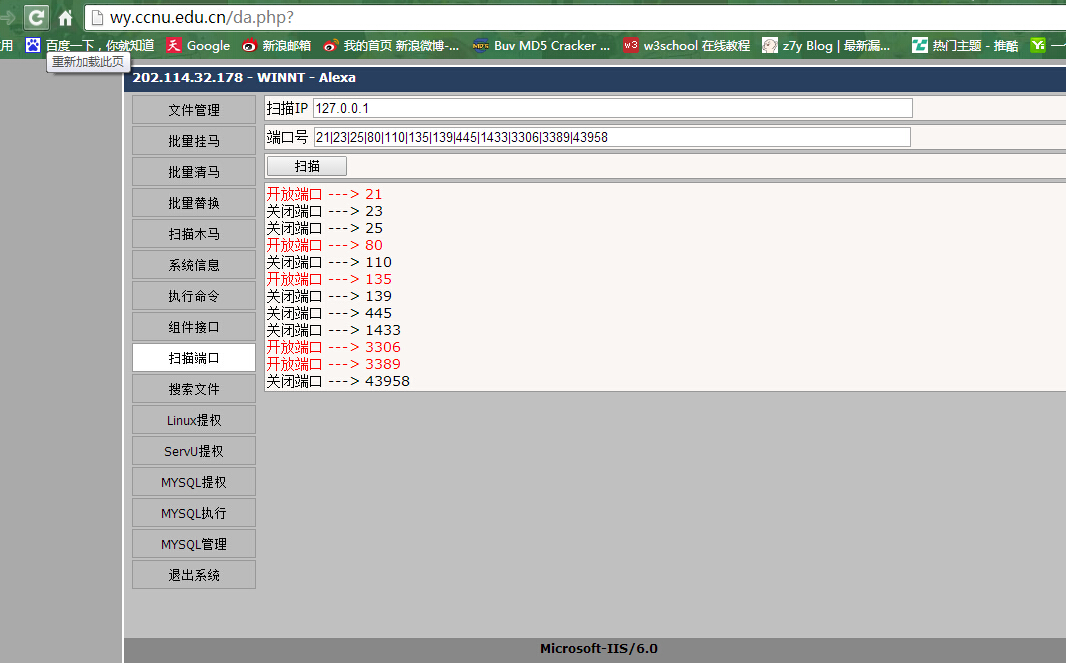 wy.ccnu.edu.cn/da.php?
用 百度一下，你就知道 Google 新浪邮箱 我的首页 新浪微博-... Buv MD5 Cracker ... w3school 在线教程 z7y Blog | 最新漏... 热门主题 - 推酷
重新加载此页
202.114.32.178 - WINNT - Alexa
文件管理
批量挂马
批量清马
批量替换
扫描木马
系统信息
执行命令
组件接口
扫描端口
搜索文件
Linux提权
ServU提权
MYSQL提权
MYSQL执行
MYSQL管理
退出系统
扫描IP 127.0.0.1
端口号 21|23|25|80|110|135|139|445|1433|3306|3389|43958
扫描
开放端口 ---> 21
关闭端口 ---> 23
关闭端口 ---> 25
开放端口 ---> 80
关闭端口 ---> 110
开放端口 ---> 135
关闭端口 ---> 139
关闭端口 ---> 445
关闭端口 ---> 1433
开放端口 ---> 3306
开放端口 ---> 3389
关闭端口 ---> 43958
Microsoft-IIS/6.0